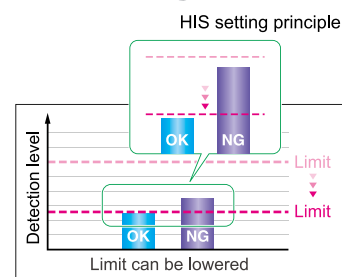 HIS setting principle
OK
NG
Detection level
Limit
Limit
OK
NG
Limit can be lowered